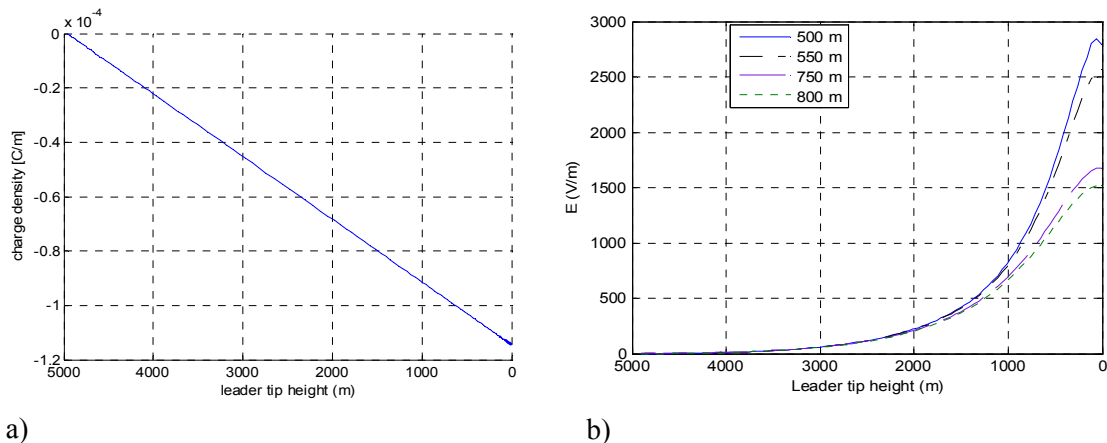 x 10⁻⁴
0
-0.2
-0.4
-0.6
-0.8
-1
-1.2
charge density [C/m]
5000 4000 3000 2000 1000 0
leader tip height (m)
a)
3000
2500
2000
1500
1000
500
0
E (V/m)
500 m
550 m
750 m
800 m
5000 4000 3000 2000 1000 0
Leader tip height (m)
b)